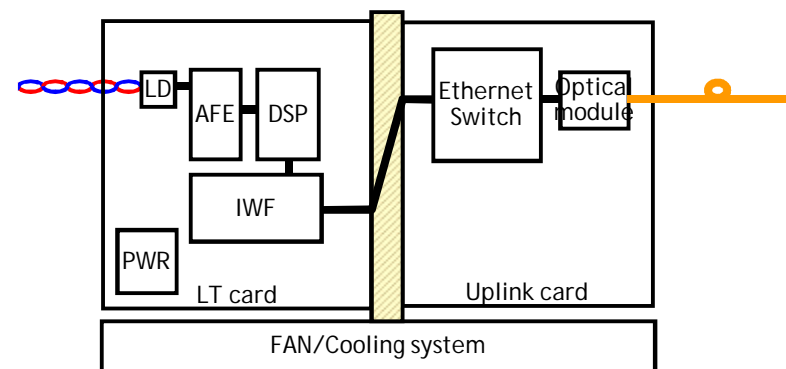 LD
AFE
DSP
IWF
PWR
LT card
Ethernet
Switch
Optical
module
Uplink card
FAN/Cooling system